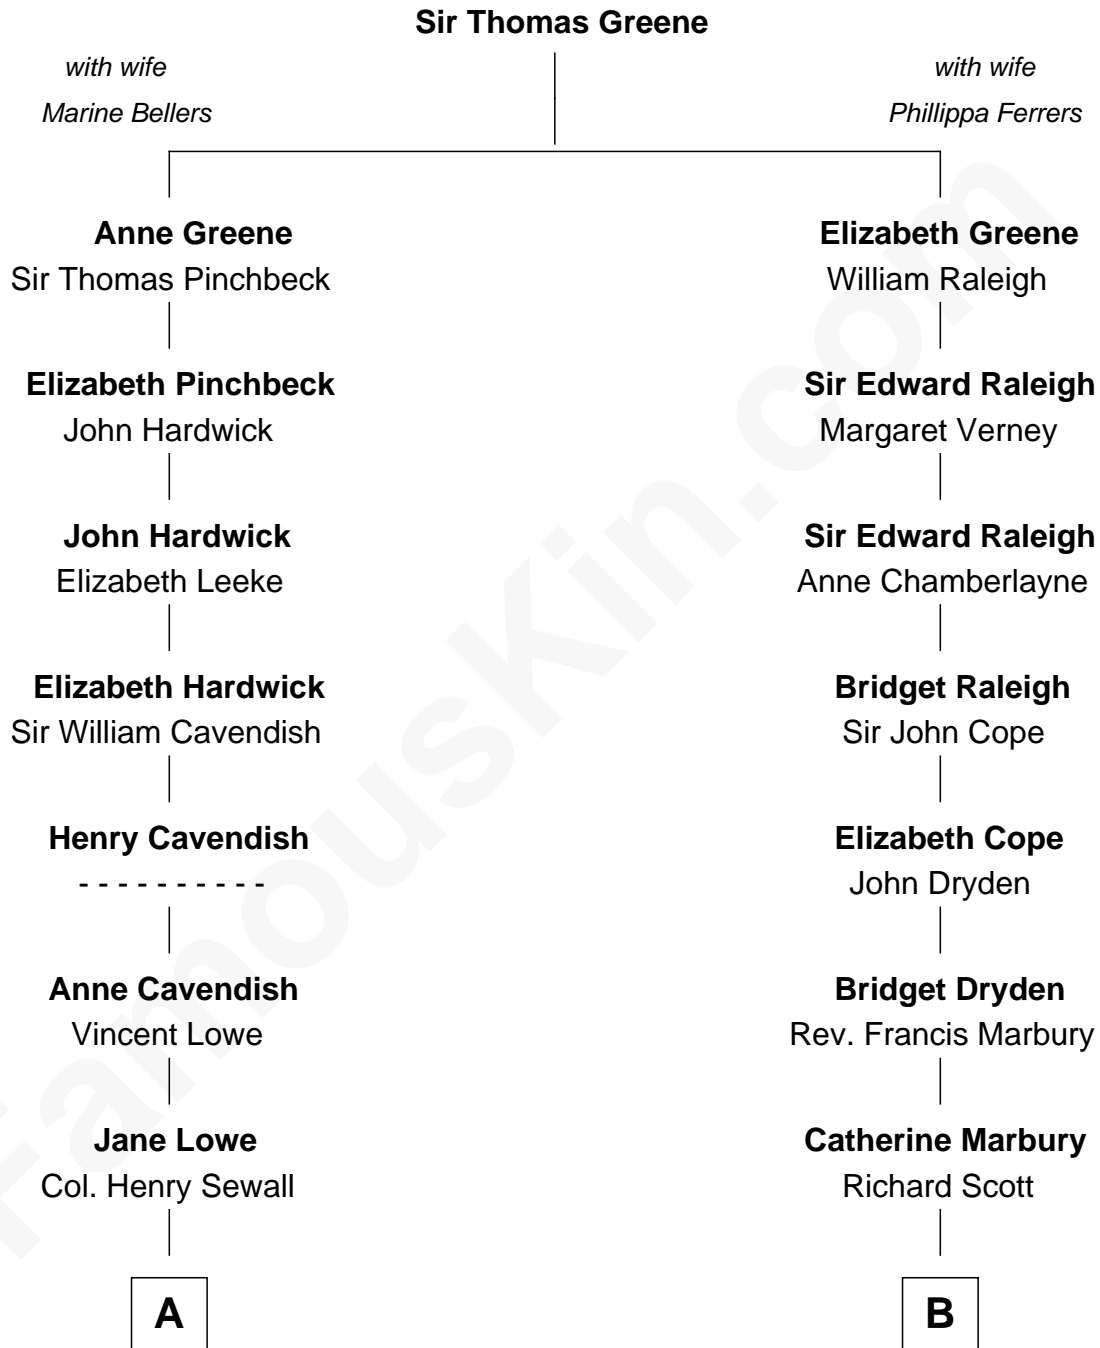 Sir Thomas Greene
with wife
Marine Bellers
with wife
Phillippa Ferrers
Anne Greene
Sir Thomas Pinchbeck
Elizabeth Greene
William Raleigh
Elizabeth Pinchbeck
John Hardwick
Sir Edward Raleigh
Margaret Verney
John Hardwick
Elizabeth Leeke
Sir Edward Raleigh
Anne Chamberlayne
Elizabeth Hardwick
Sir William Cavendish
Bridget Raleigh
Sir John Cope
Henry Cavendish
- - - - - - - - - -
Elizabeth Cope
John Dryden
Anne Cavendish
Vincent Lowe
Bridget Dryden
Rev. Francis Marbury
Jane Lowe
Col. Henry Sewall
Catherine Marbury
Richard Scott
A
B
FamousKin.com